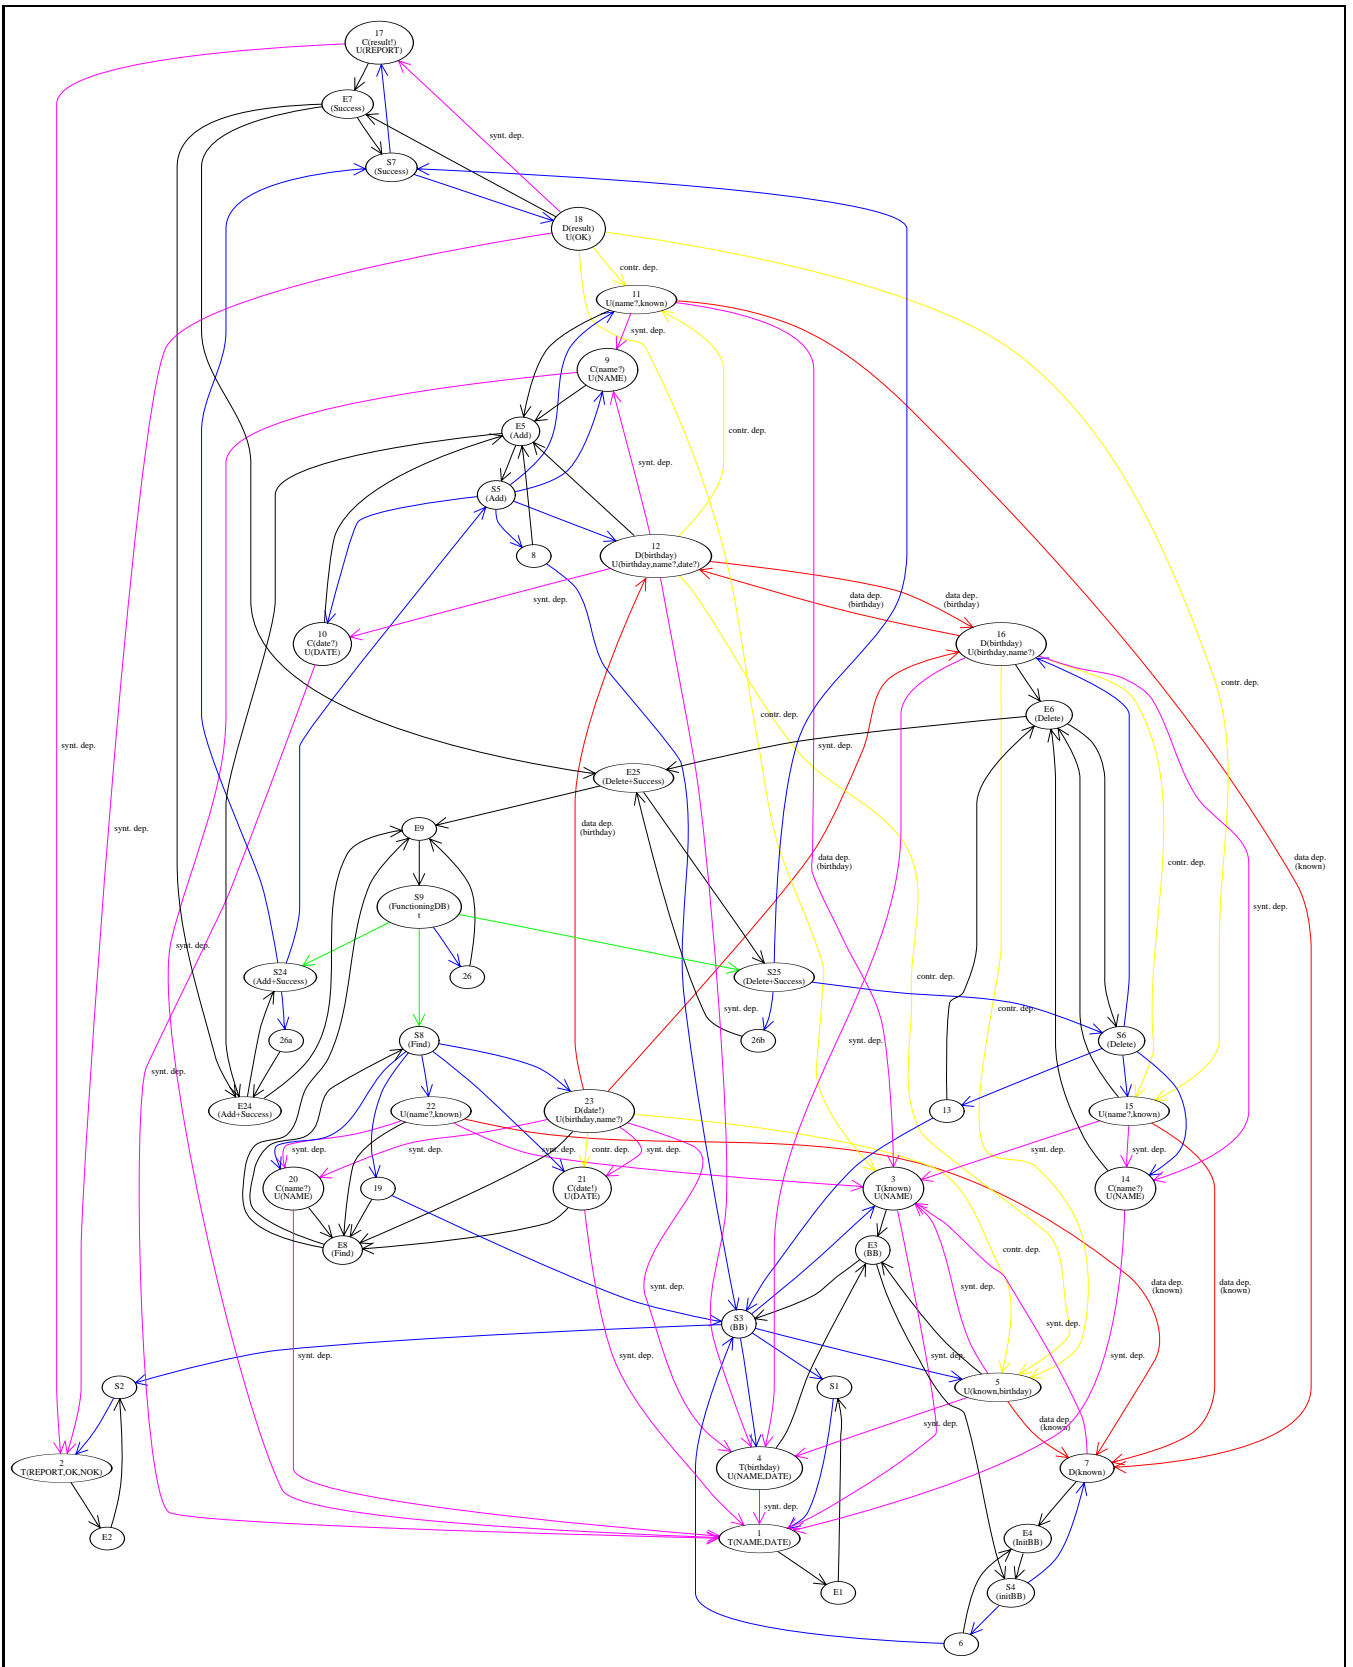 17
C(result!)
U(REPORT)
E7
(Success)
synt. dep.
S7
(Success)
18
D(result)
U(OK)
contr. dep.
11
U(name?,known)
synt. dep.
9
C(name?)
U(NAME)
E5
(Add)
contr. dep.
synt. dep.
S5
(Add)
8
12
D(birthday)
U(birthday,name?,date?)
synt. dep.
data dep.
(birthday)
data dep.
(birthday)
10
C(date?)
U(DATE)
16
D(birthday)
U(birthday,name?)
contr. dep.
contr. dep.
E6
(Delete)
synt. dep.
synt. dep.
E25
(Delete+Success)
synt. dep.
E9
data dep.
(birthday)
data dep.
(birthday)
contr. dep.
data dep.
(known)
S9
(FunctioningDB)
t
synt. dep.
synt. dep.
S24
(Add+Success)
26
S25
(Delete+Success)
contr. dep.
contr. dep.
synt. dep.
26a
S8
(Find)
26b
synt. dep.
S6
(Delete)
synt. dep.
E24
(Add+Success)
22
U(name?,known)
23
D(date!)
U(birthday,name?)
13
15
U(name?,known)
synt. dep.
synt. dep.
synt. dep.
contr. dep.
synt. dep.
synt. dep.
synt. dep.
20
C(name?)
U(NAME)
19
21
C(date!)
U(DATE)
3
T(known)
U(NAME)
14
C(name?)
U(NAME)
E8
(Find)
E3
(BB)
contr. dep.
synt. dep.
data dep.
(known)
data dep.
(known)
S3
(BB)
synt. dep.
synt. dep.
synt. dep.
synt. dep.
synt. dep.
S2
S1
5
U(known,birthday)
synt. dep.
data dep.
(known)
2
T(REPORT,OK,NOK)
4
T(birthday)
U(NAME,DATE)
7
D(known)
synt. dep.
E2
1
T(NAME,DATE)
E4
(InitBB)
E1
S4
(initBB)
6